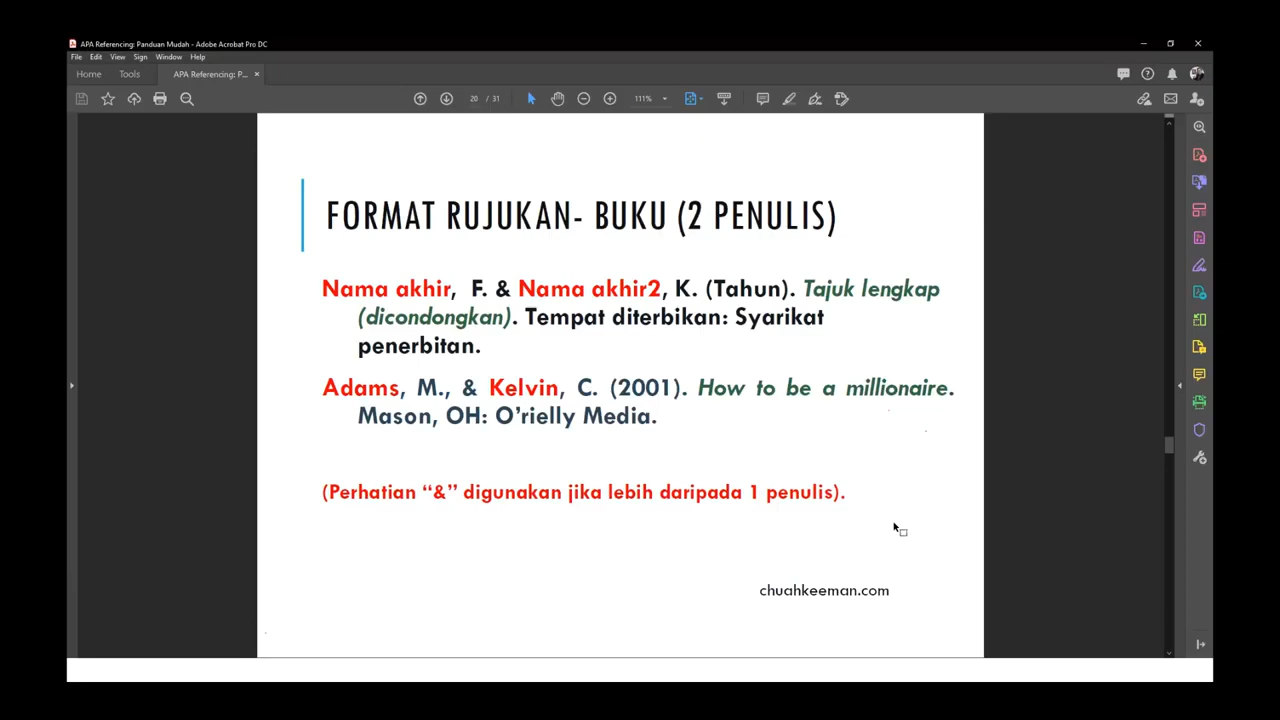 APA Referencing: Panduan Mudah - Adobe Acrobat Pro DC
File Edit View Sign Window Help
Home Tools APA Referencing: P... ×
20 / 31 111%
FORMAT RUJUKAN- BUKU (2 PENULIS)
Nama akhir, F. & Nama akhir2, K. (Tahun). Tajuk lengkap
(dicondongkan). Tempat diterbikan: Syarikat
penerbitan.
Adams, M., & Kelvin, C. (2001). How to be a millionaire.
Mason, OH: O’rielly Media.
(Perhatian “&” digunakan jika lebih daripada 1 penulis).
chuahkeeman.com